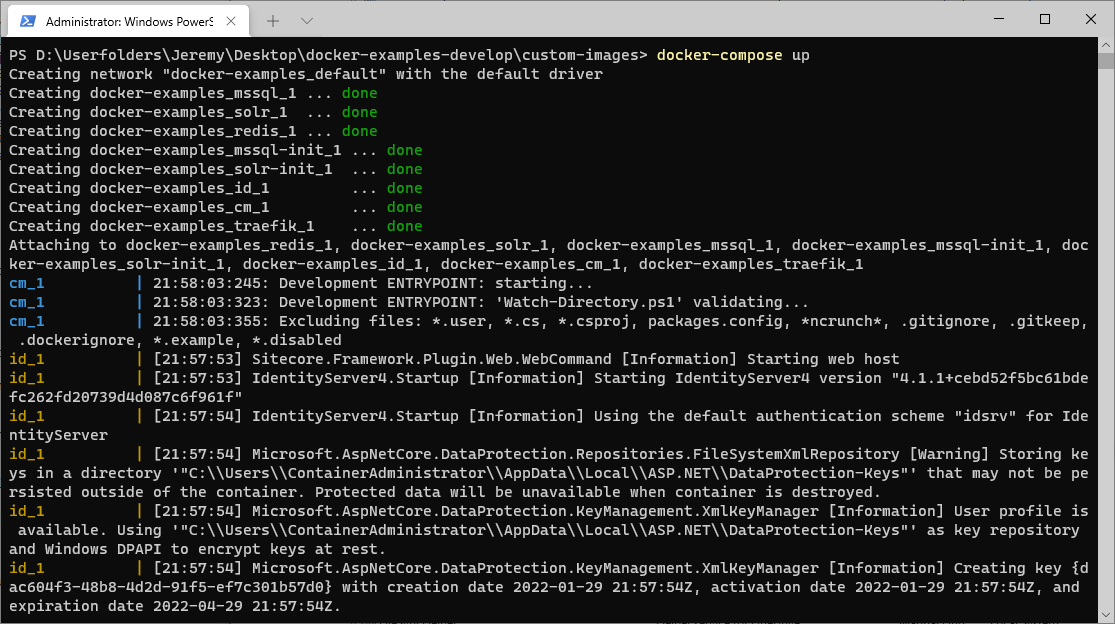 Administrator: Windows PowerS
PS D:\Userfolders\Jeremy\Desktop\docker-examples-develop\custom-images> docker-compose up
Creating network "docker-examples_default" with the default driver
Creating docker-examples_mssql_1 ... done
Creating docker-examples_solr_1  ... done
Creating docker-examples_redis_1 ... done
Creating docker-examples_mssql-init_1 ... done
Creating docker-examples_solr-init_1  ... done
Creating docker-examples_id_1         ... done
Creating docker-examples_cm_1         ... done
Creating docker-examples_traefik_1    ... done
Attaching to docker-examples_redis_1, docker-examples_solr_1, docker-examples_mssql_1, docker-examples_mssql-init_1, doc
ker-examples_solr-init_1, docker-examples_id_1, docker-examples_cm_1, docker-examples_traefik_1
cm_1          | 21:58:03:245: Development ENTRYPOINT: starting...
cm_1          | 21:58:03:323: Development ENTRYPOINT: 'Watch-Directory.ps1' validating...
cm_1          | 21:58:03:355: Excluding files: *.user, *.cs, *.csproj, packages.config, *ncrunch*, .gitignore, .gitkeep,
 .dockerignore, *.example, *.disabled
id_1          | [21:57:53] Sitecore.Framework.Plugin.Web.WebCommand [Information] Starting web host
id_1          | [21:57:53] IdentityServer4.Startup [Information] Starting IdentityServer4 version "4.1.1+cebd52f5bc61bde
fc262fd20739d4d087c6f961f"
id_1          | [21:57:54] IdentityServer4.Startup [Information] Using the default authentication scheme "idsrv" for Ide
ntityServer
id_1          | [21:57:54] Microsoft.AspNetCore.DataProtection.Repositories.FileSystemXmlRepository [Warning] Storing ke
ys in a directory '"C:\\Users\\ContainerAdministrator\\AppData\\Local\\ASP.NET\\DataProtection-Keys"' that may not be pe
rsisted outside of the container. Protected data will be unavailable when container is destroyed.
id_1          | [21:57:54] Microsoft.AspNetCore.DataProtection.KeyManagement.XmlKeyManager [Information] User profile is
 available. Using '"C:\\Users\\ContainerAdministrator\\AppData\\Local\\ASP.NET\\DataProtection-Keys"' as key repository
and Windows DPAPI to encrypt keys at rest.
id_1          | [21:57:54] Microsoft.AspNetCore.DataProtection.KeyManagement.XmlKeyManager [Information] Creating key {d
ac604f3-48b8-4d2d-91f5-ef7c301b57d0} with creation date 2022-01-29 21:57:54Z, activation date 2022-01-29 21:57:54Z, and
expiration date 2022-04-29 21:57:54Z.